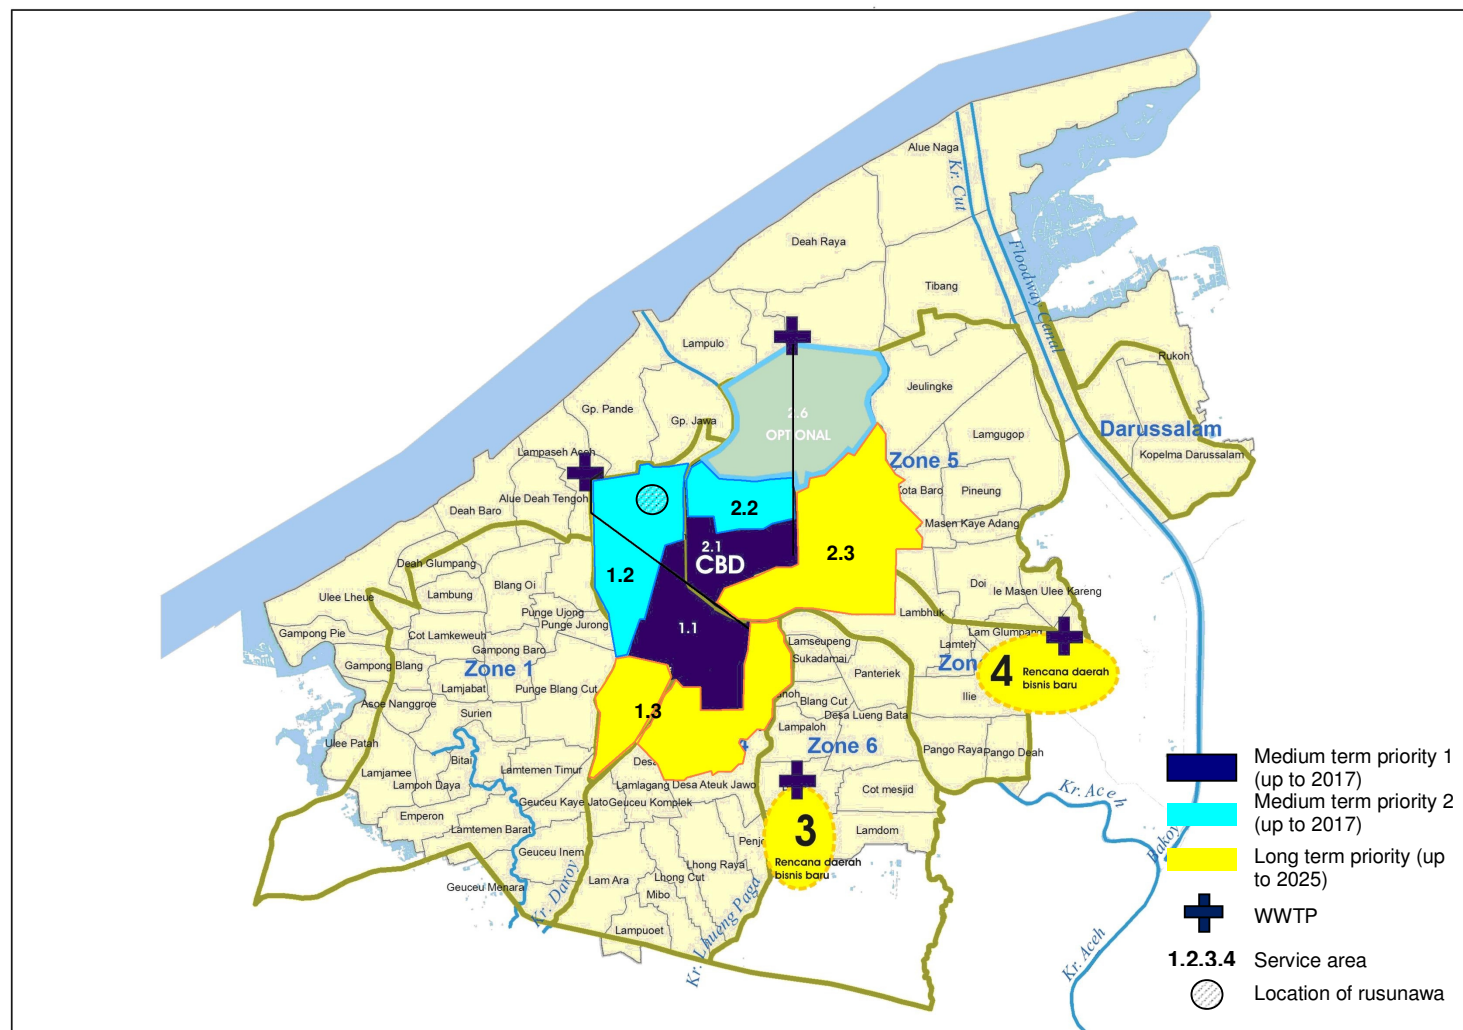 Alue Naga
Kr. Cut
Deah Raya
Floodway Canal
Tibang
Lampulo
Rukoh
Jeulingke
Gp. Pande
Gp. Jawa
2.6
OPTIONAL
Darussalam
Lamgugop
Kopelma Darussalam
Lampaseh Aceh
Zone 5
Kota Baro
Pineung
Alue Deah Tengoh
Deah Baro
2.2
Masen Kaye Adang
2.1
CBD
2.3
Deah Glumpang
1.2
Blang Oi
Doi
Ie Masen Ulee Kareng
Ulee Lheue
Lambung
Punge Ujong
Lambhuk
Punge Jurong
1.1
Gampong Pie
Cot Lamkeweuh
Lamseupeng
Lam Glumpang
Gampong Baro
Lamteh
Gampong Blang
Zone 1
Sukadamai
Zon
4
Rencana daerah
bisnis baru
Panteriek
Lamjabat
Punge Blang Cut
noh
Blang Cut
Ilie
Asoe Nanggroe
Surien
1.3
Desa Lueng Bata
Lampaloh
Ulee Patah
4
Zone 6
Pango Raya
Pango Deah
Bitai
Desa
Lamjamee
Lamtemen Timur
Lampoh Daya
Lamlagang
Desa Ateuk Jawo
Cot mesjid
Kr. Aceh
Geuceu Kaye Jato
Geuceu Komplek
Emperon
Lamtemen Barat
3
Lamdom
Penje
Bakoy
Geuceu Inem
Rencana daerah
bisnis baru
Lhong Raya
Geuceu Menara
Lam Ara
Lhong Cut
Mibo
Kr. Daroy
Kr. Lhueng Paga
Lampuoet
Kr. Aceh
Medium term priority 1
(up to 2017)
Medium term priority 2
(up to 2017)
Long term priority (up
to 2025)
WWTP
1.2.3.4 Service area
Location of rusunawa